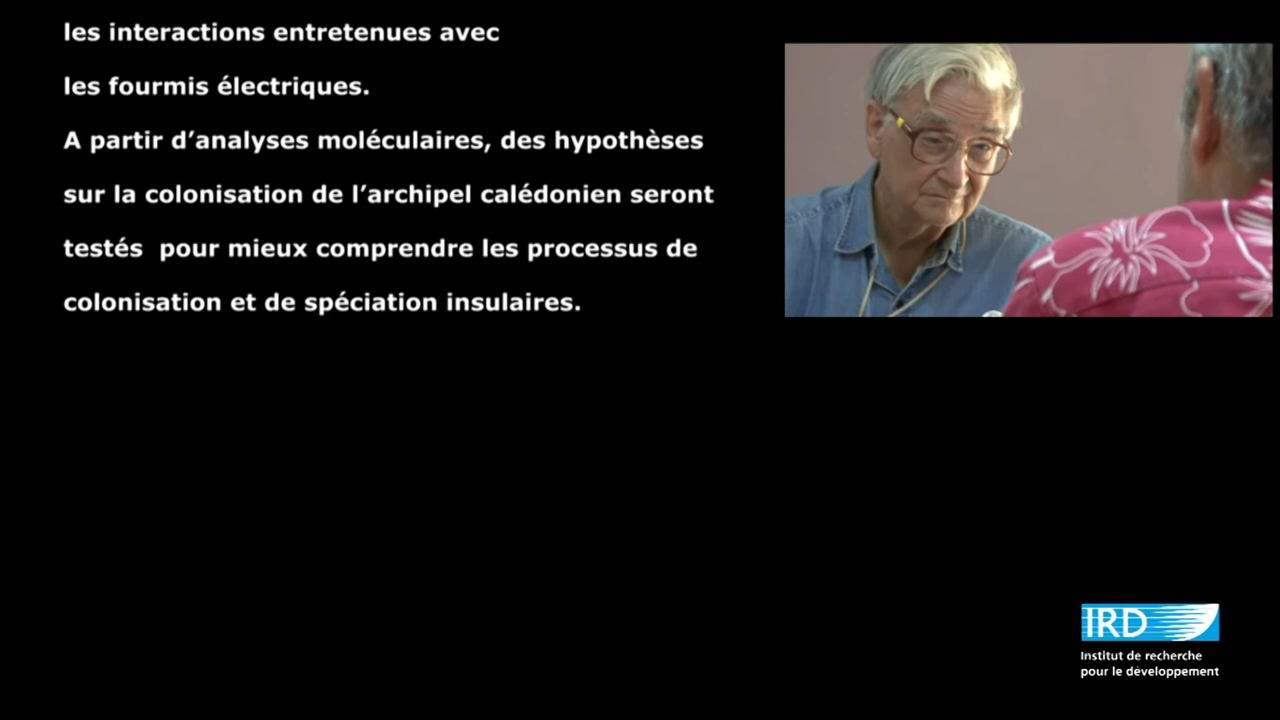 les interactions entretenues avec
les fourmis électriques.
A partir d’analyses moléculaires, des hypothèses
sur la colonisation de l’archipel calédonien seront
testés  pour mieux comprendre les processus de
colonisation et de spéciation insulaires.
IRD
Institut de recherche
pour le développement